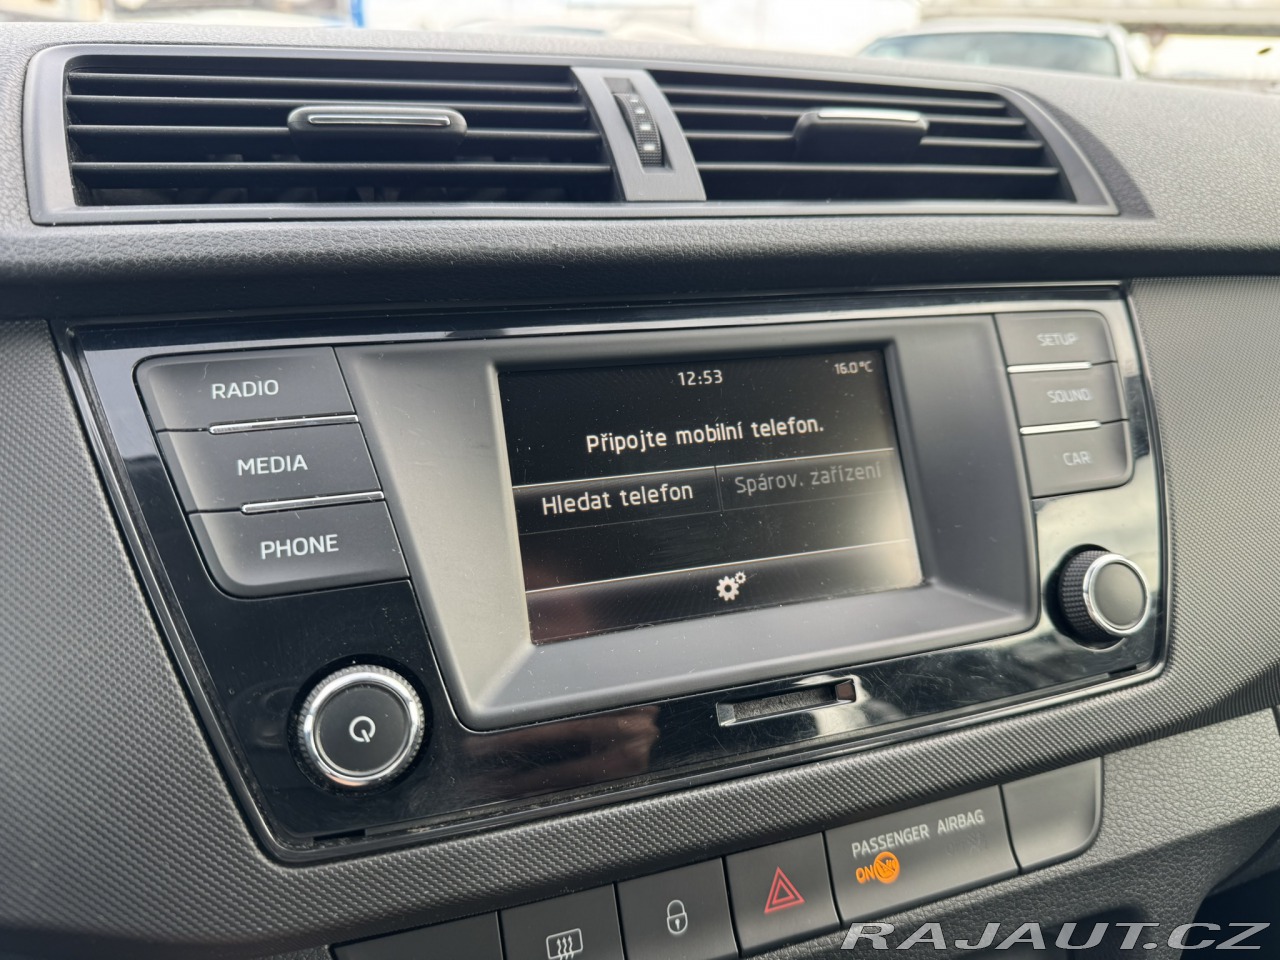 RADIO
MEDIA
PHONE
12:53
16.0°C
Připojte mobilní telefon.
Hledat telefon
Spárov. zařízení
SETUP
SOUND
CAR
PASSENGER AIRBAG
ON
RAJAUT.CZ